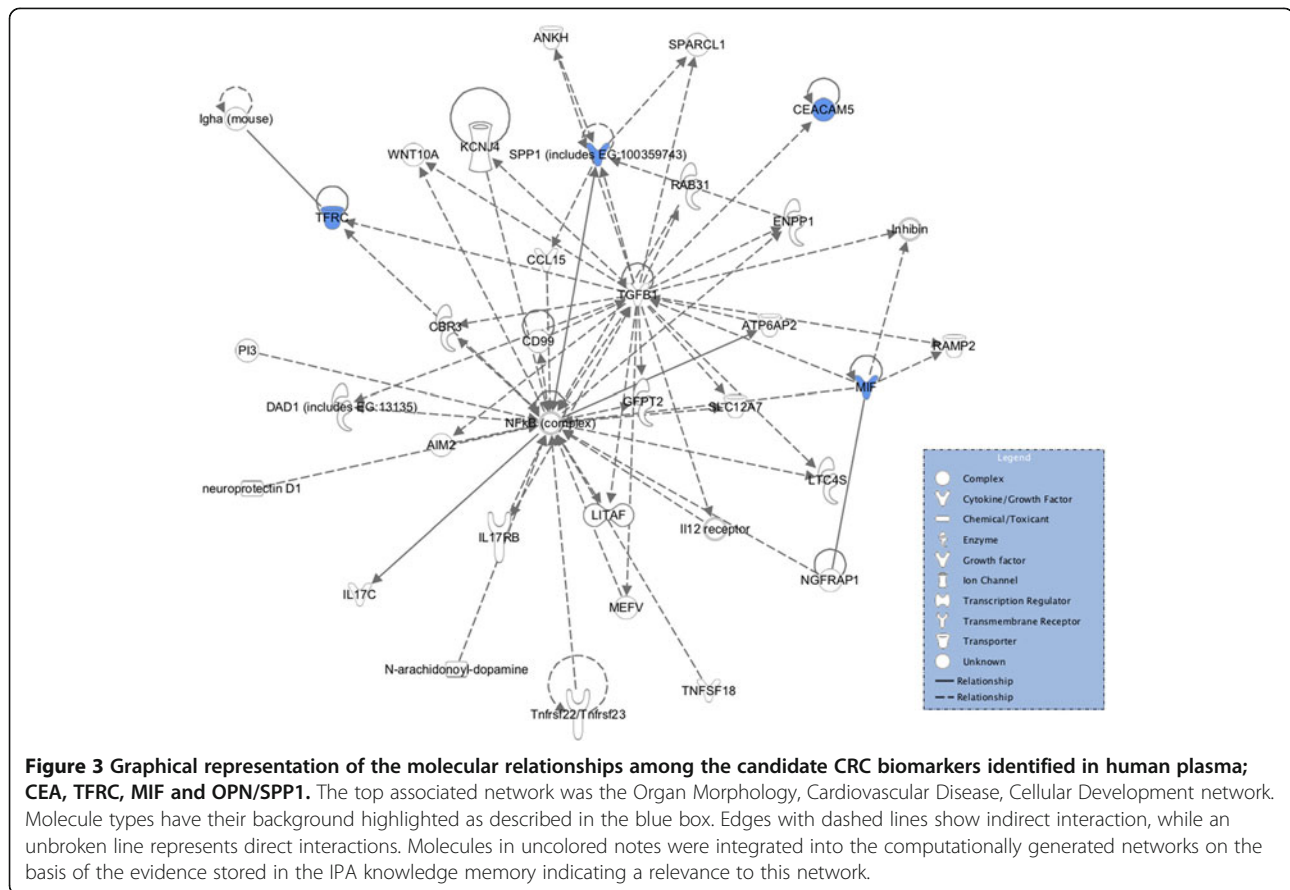 ANKH
SPARCL1
CEACAM5
Igha (mouse)
KCNJ4
WNT10A
SPP1 (includes EG:100359743)
RAB31
TFRC
ENPP1
Inhibin
CCL15
TGFB1
CBR3
CD99
ATP6AP2
RAMP2
PI3
MIF
DAD1 (includes EG:13135)
GFPT2
SLC12A7
NFkB (complex)
AIM2
neuroprotectin D1
LTC4S
LITAF
Il12 receptor
IL17RB
NGFRAP1
IL17C
MEFV
N-arachidonoyl-dopamine
TNFSF18
Tnfrsf22/Tnfrsf23
Legend
Complex
Cytokine/Growth Factor
Chemical/Toxicant
Enzyme
Growth factor
Ion Channel
Transcription Regulator
Transmembrane Receptor
Transporter
Unknown
Relationship
Relationship
Figure 3 Graphical representation of the molecular relationships among the candidate CRC biomarkers identified in human plasma;
CEA, TFRC, MIF and OPN/SPP1. The top associated network was the Organ Morphology, Cardiovascular Disease, Cellular Development network.
Molecule types have their background highlighted as described in the blue box. Edges with dashed lines show indirect interaction, while an
unbroken line represents direct interactions. Molecules in uncolored notes were integrated into the computationally generated networks on the
basis of the evidence stored in the IPA knowledge memory indicating a relevance to this network.